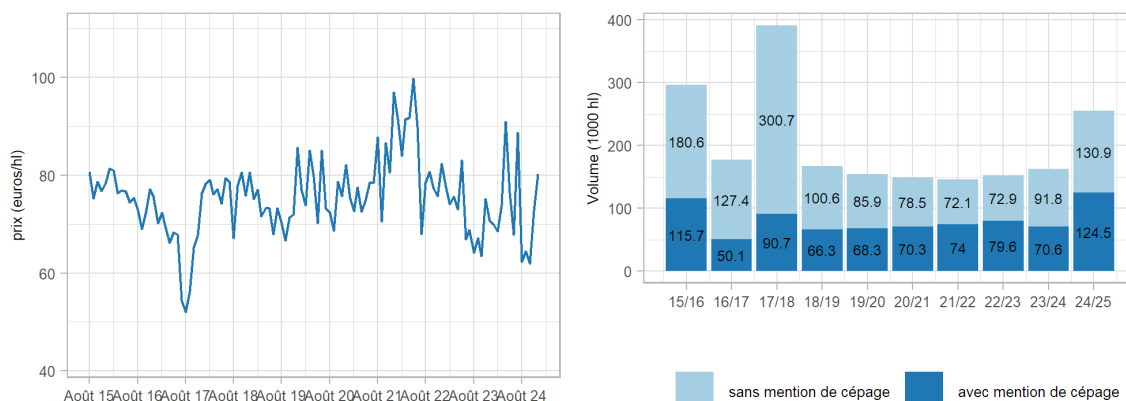 prix (euros/hl)
100
80
60
40
Août 15 Août 16 Août 17 Août 18 Août 19 Août 20 Août 21 Août 22 Août 23 Août 24
Volume (1000 hl)
400
300
200
100
0
180.6 127.4 300.7 100.6 85.9 78.5 72.1 72.9 91.8 130.9
115.7 50.1 90.7 66.3 68.3 70.3 74 79.6 70.6 124.5
15/16 16/17 17/18 18/19 19/20 20/21 21/22 22/23 23/24 24/25
sans mention de cépage avec mention de cépage